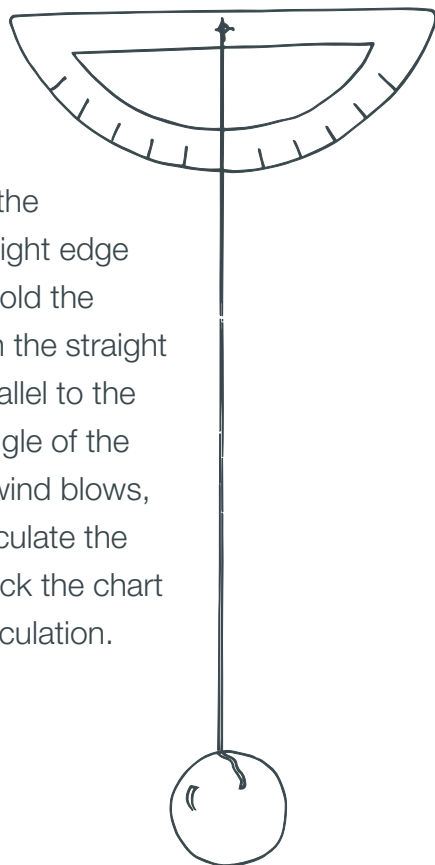 the
ight edge
old the
n the straight
allel to the
gle of the
wind blows,
culate the
ck the chart
culation.